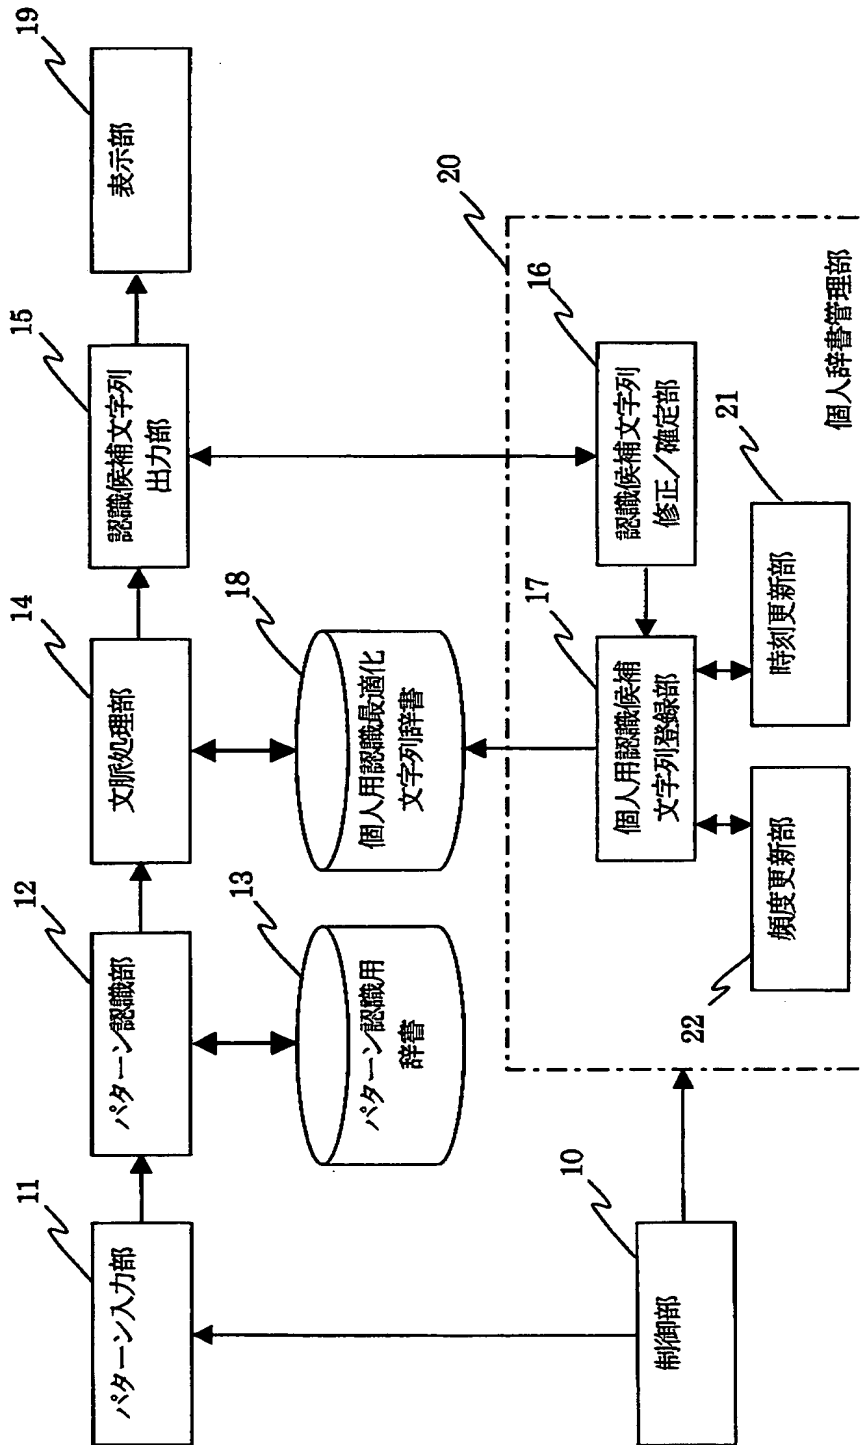 11
パターン入力部
12
パターン認識部
14
文脈処理部
15
認識候補文字列
出力部
19
表示部
13
パターン認識用
辞書
18
個人用認識最適化
文字列辞書
20
10
制御部
17
個人用認識候補
文字列登録部
16
認識候補文字列
修正/確定部
22
頻度更新部
21
時刻更新部
個人辞書管理部